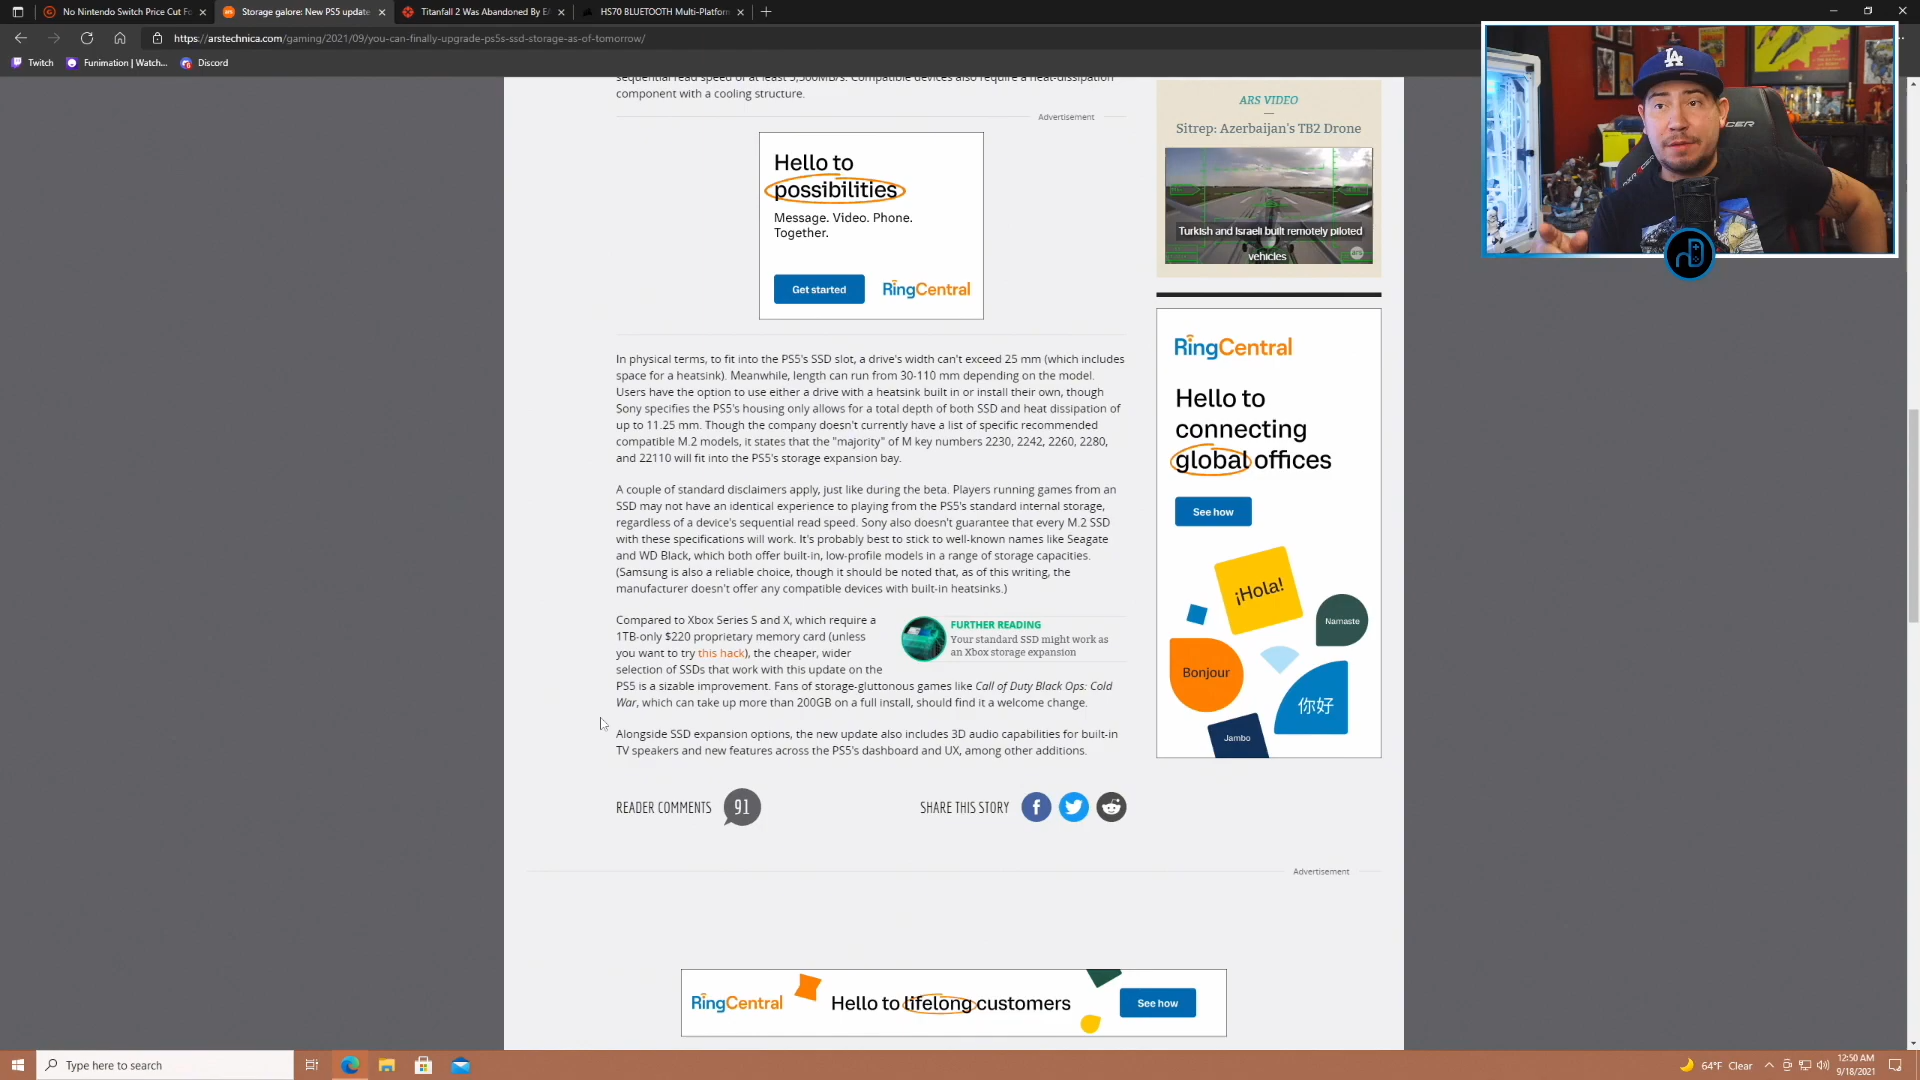 No Nintendo Switch Price Cut Fo
Storage galore: New PS5 update
Titanfall 2 Was Abandoned By EA
HS70 BLUETOOTH Multi-Platform
https://arstechnica.com/gaming/2021/09/you-can-finally-upgrade-ps5s-ssd-storage-as-of-tomorrow/
Twitch
Funimation | Watch...
Discord
component with a cooling structure.
Advertisement
Hello to
possibilities
Message. Video. Phone.
Together.
Get started
RingCentral
In physical terms, to fit into the PS5's SSD slot, a drive's width can't exceed 25 mm (which includes
space for a heatsink). Meanwhile, length can run from 30-110 mm depending on the model.
Users have the option to use either a drive with a heatsink built in or install their own, though
Sony specifies the PS5's housing only allows for a total depth of both SSD and heat dissipation of
up to 11.25 mm. Though the company doesn't currently have a list of specific recommended
compatible M.2 models, it states that the "majority" of M key numbers 2230, 2242, 2260, 2280,
and 22110 will fit into the PS5's storage expansion bay.
A couple of standard disclaimers apply, just like during the beta. Players running games from an
SSD may not have an identical experience to playing from the PS5's standard internal storage,
regardless of a device's sequential read speed. Sony also doesn't guarantee that every M.2 SSD
with these specifications will work. It's probably best to stick to well-known names like Seagate
and WD Black, which both offer built-in, low-profile models in a range of storage capacities.
(Samsung is also a reliable choice, though it should be noted that, as of this writing, the
manufacturer doesn't offer any compatible devices with built-in heatsinks.)
Compared to Xbox Series S and X, which require a
1TB-only $220 proprietary memory card (unless
you want to try this hack), the cheaper, wider
selection of SSDs that work with this update on the
PS5 is a sizable improvement. Fans of storage-gluttonous games like Call of Duty Black Ops: Cold
War, which can take up more than 200GB on a full install, should find it a welcome change.
FURTHER READING
Your standard SSD might work as
an Xbox storage expansion
Alongside SSD expansion options, the new update also includes 3D audio capabilities for built-in
TV speakers and new features across the PS5's dashboard and UX, among other additions.
READER COMMENTS 91
SHARE THIS STORY
Advertisement
RingCentral
Hello to lifelong customers
See how
ARS VIDEO
Sitrep: Azerbaijan's TB2 Drone
Turkish and Israeli built remotely piloted
vehicles
ars
RingCentral
Hello to
connecting
global offices
See how
¡Hola!
Namaste
Bonjour
你好
Jambo
LA
Type here to search
64°F Clear
12:50 AM
9/18/2021